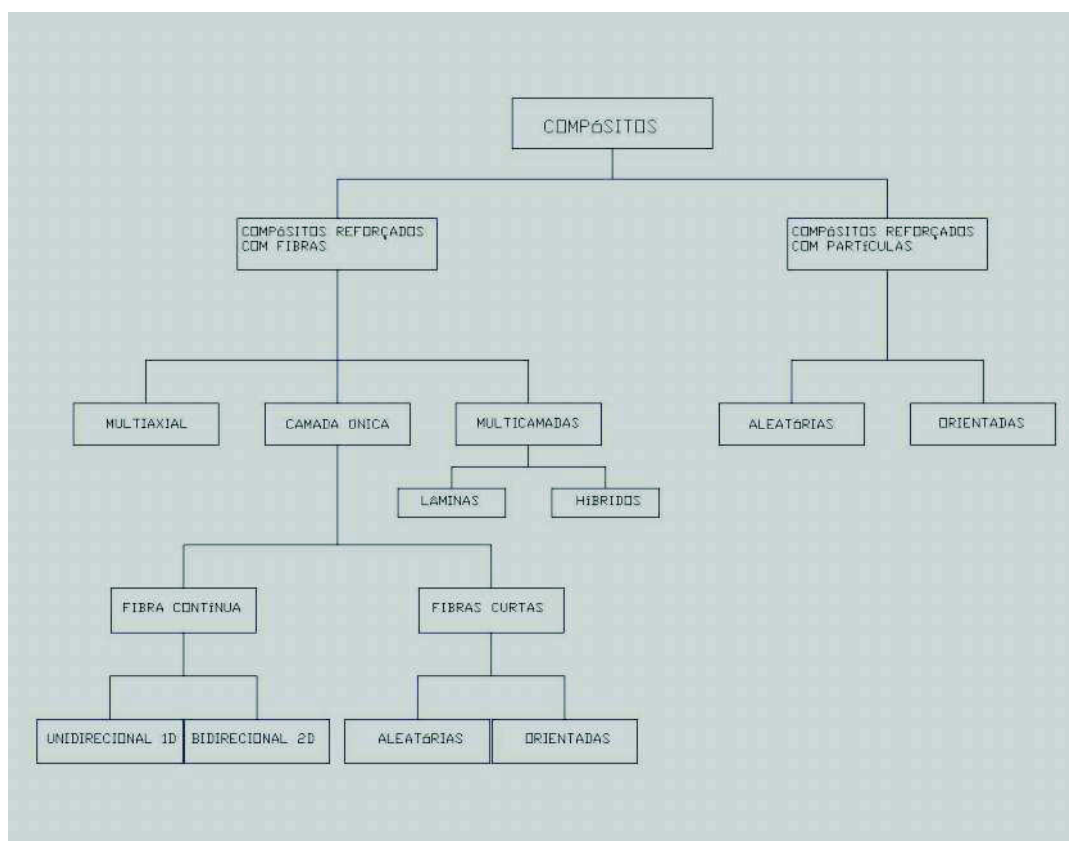 COMPÓSITOS
COMPÓSITOS REFORÇADOS
COM FIBRAS
COMPÓSITOS REFORÇADOS
COM PARTÍCULAS
MULTIAXIAL
CAMADA ÚNICA
MULTICAMADAS
ALEATÓRIAS
ORIENTADAS
LÂMINAS
HÍBRIDOS
FIBRA CONTÍNUA
FIBRAS CURTAS
UNIDIRECIONAL 1D
BIDIRECIONAL 2D
ALEATÓRIAS
ORIENTADAS